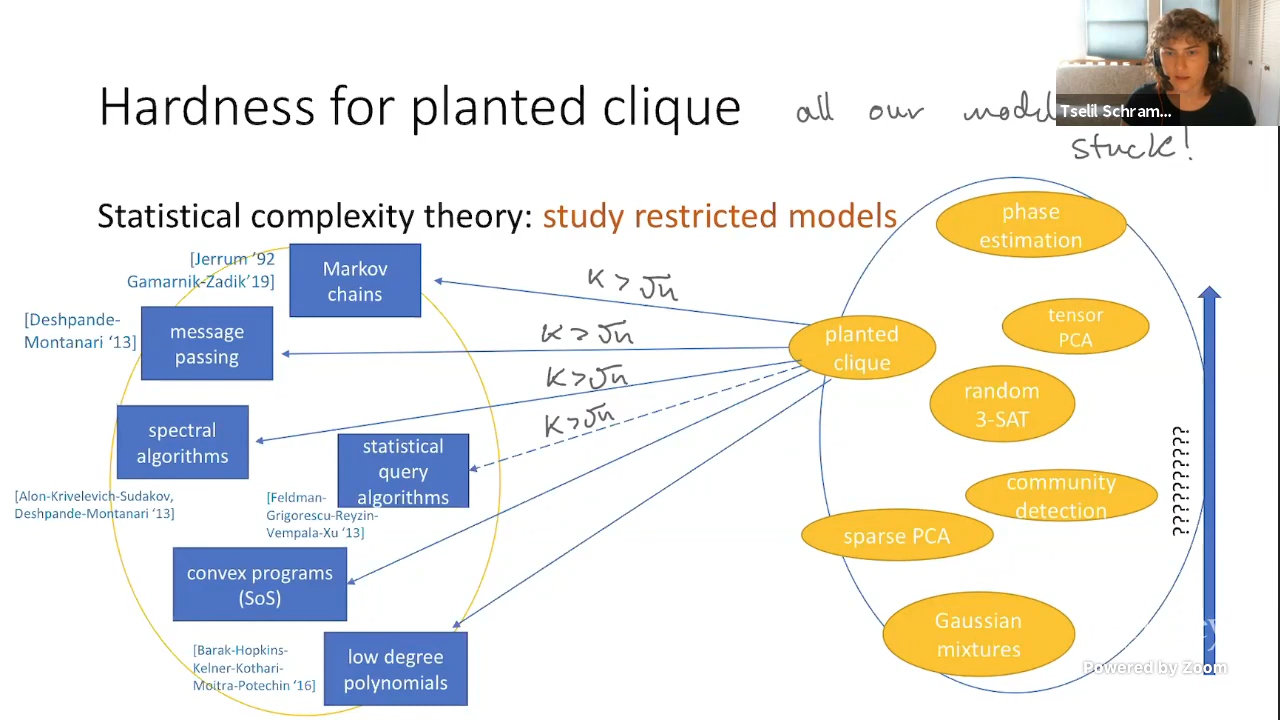 Hardness for planted clique
all our mod
stuck!
Tselil Schram...
Statistical complexity theory: study restricted models
[Jerrum '92
Gamarnik-Zadik'19]
Markov
chains
[Deshpande-
Montanari '13]
message
passing
spectral
algorithms
[Alon-Krivelevich-Sudakov,
Deshpande-Montanari '13]
statistical
query
algorithms
[Feldman-
Grigorescu-Reyzin-
Vempala-Xu '13]
convex programs
(SoS)
[Barak-Hopkins-
Kelner-Kothari-
Moitra-Potechin '16]
low degree
polynomials
K > √n
K > √n
K > √n
K > √n
planted
clique
phase
estimation
tensor
PCA
random
3-SAT
community
detection
sparse PCA
Gaussian
mixtures
?????????
Powered by Zoom